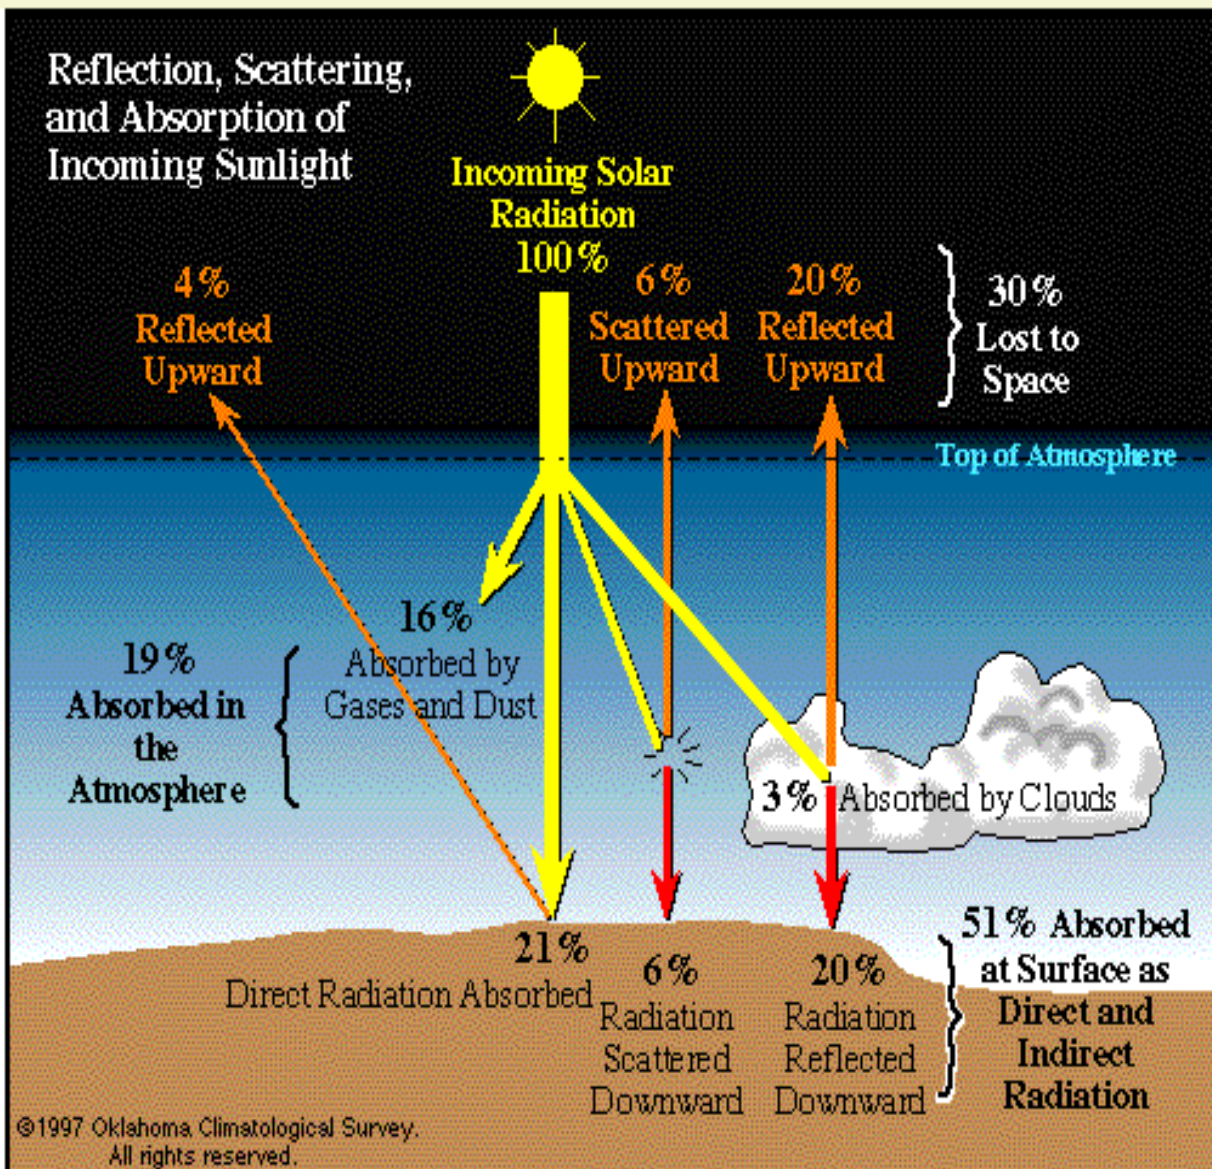 Reflection, Scattering,
and Absorption of
Incoming Sunlight
Incoming Solar
Radiation
100%
4%
Reflected
Upward
6%
Scattered
Upward
20%
Reflected
Upward
30%
Lost to
Space
Top of Atmosphere
16%
Absorbed by
Gases and Dust
19%
Absorbed in
the
Atmosphere
3% Absorbed by Clouds
21%
Direct Radiation Absorbed
6%
Radiation
Scattered
Downward
20%
Radiation
Reflected
Downward
51% Absorbed
at Surface as
Direct and
Indirect
Radiation
©1997 Oklahoma Climatological Survey.
All rights reserved.